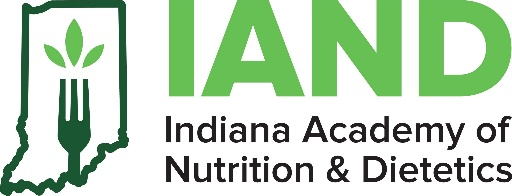 IAND
Indiana Academy of
Nutrition & Dietetics